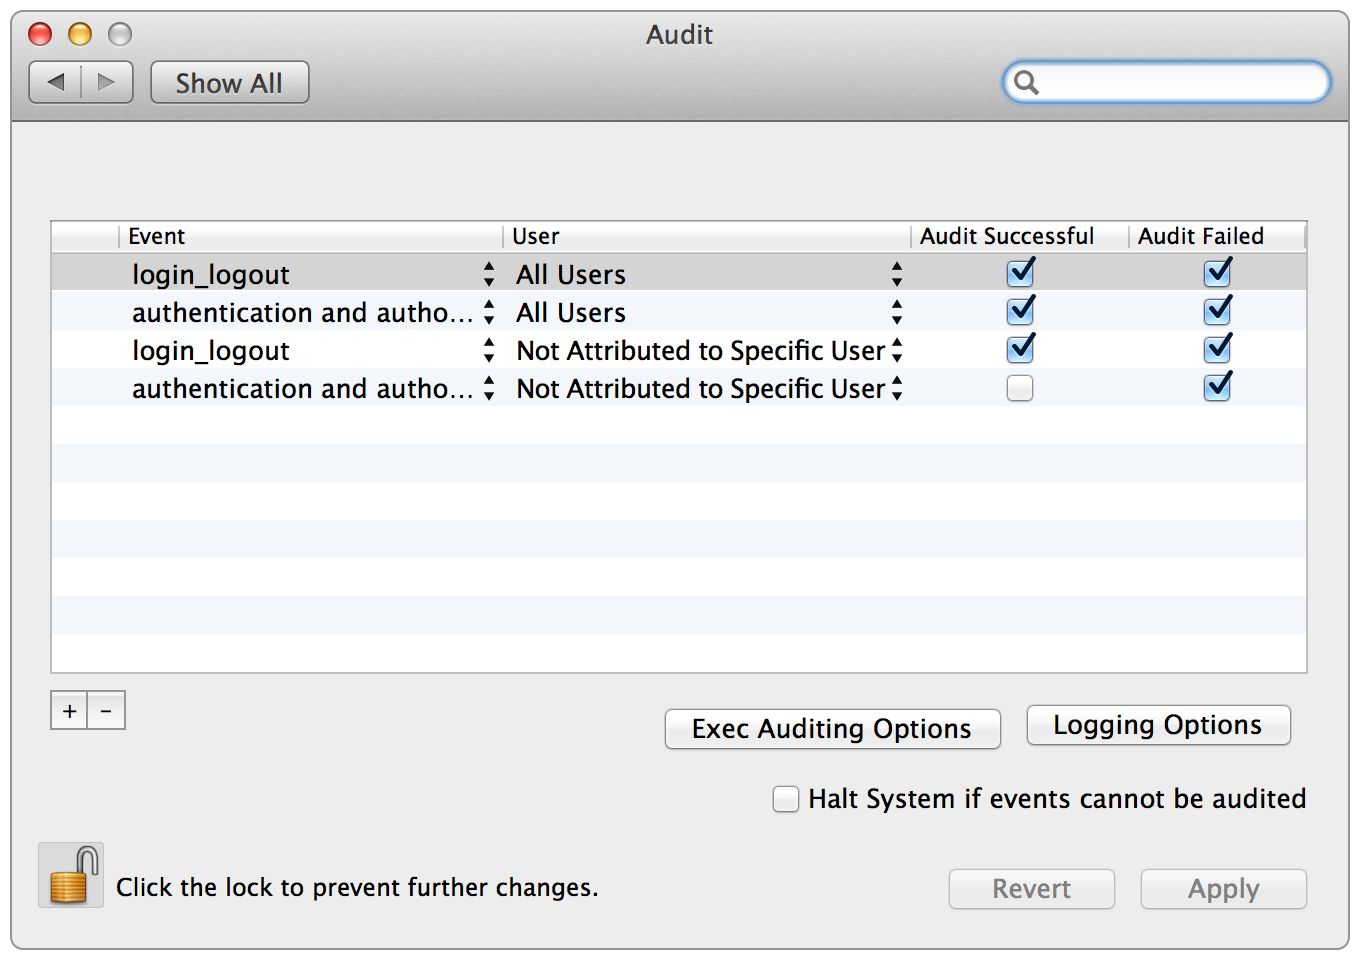 Audit
Show All
Event User Audit Successful Audit Failed
login_logout All Users
authentication and autho... All Users
login_logout Not Attributed to Specific User
authentication and autho... Not Attributed to Specific User
+ -
Exec Auditing Options Logging Options
Halt System if events cannot be audited
Click the lock to prevent further changes. Revert Apply